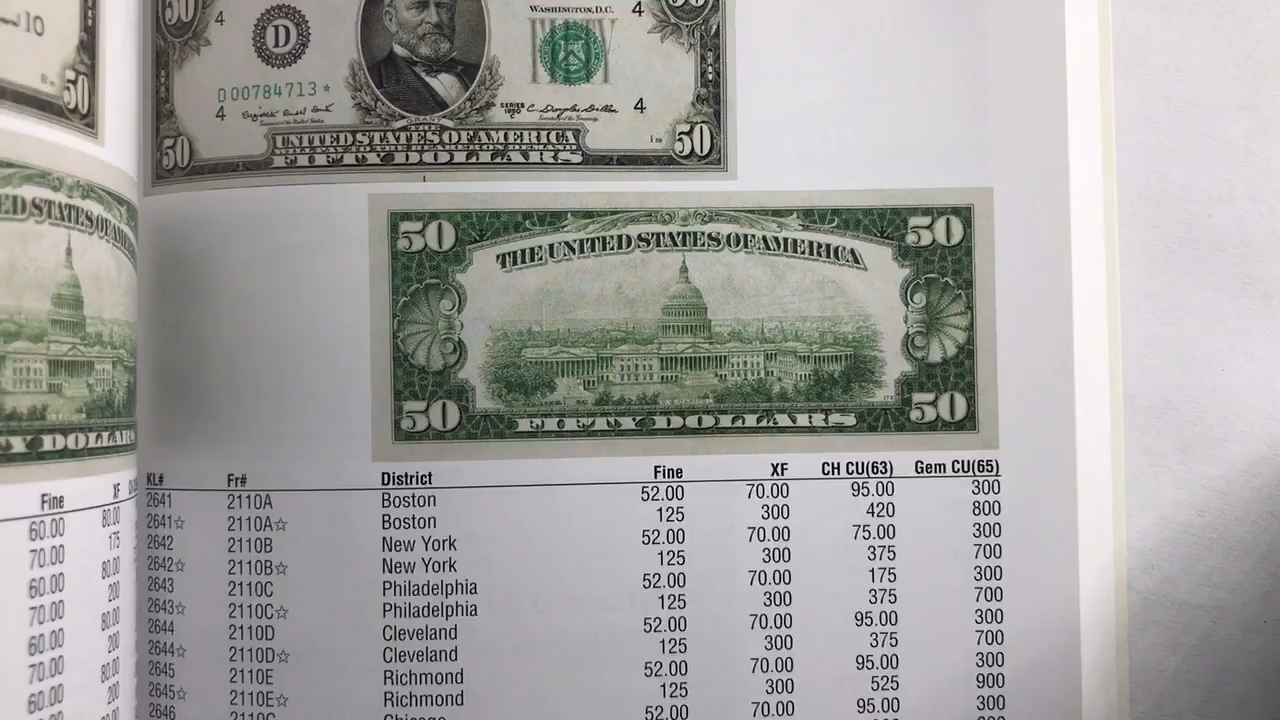 50
4
WASHINGTON, D.C.
4
50
D
D 00784713 ☆
SERIES
1950
C
4
4
GRANT
50
UNITED STATES OF AMERICA
FIFTY DOLLARS
50
10
50
50
THE UNITED STATES OF AMERICA
50
50
FIFTY DOLLARS
50
KL# Fr# District Fine XF CH CU(63) Gem CU(65)
2641 2110A Boston 52.00 70.00 95.00 300
2641☆ 2110A☆ Boston 125 300 420 800
2642 2110B New York 52.00 70.00 75.00 300
2642☆ 2110B☆ New York 125 300 375 700
2643 2110C Philadelphia 52.00 70.00 175 300
2643☆ 2110C☆ Philadelphia 125 300 375 700
2644 2110D Cleveland 52.00 70.00 95.00 300
2644☆ 2110D☆ Cleveland 125 300 375 700
2645 2110E Richmond 52.00 70.00 95.00 300
2645☆ 2110E☆ Richmond 125 300 525 900
2646 2110G Chicago 52.00 70.00 95.00 300
Fine XF
60.00 80.00
70.00 175
60.00 80.00
70.00 200
60.00 80.00
70.00 200
60.00 80.00
200